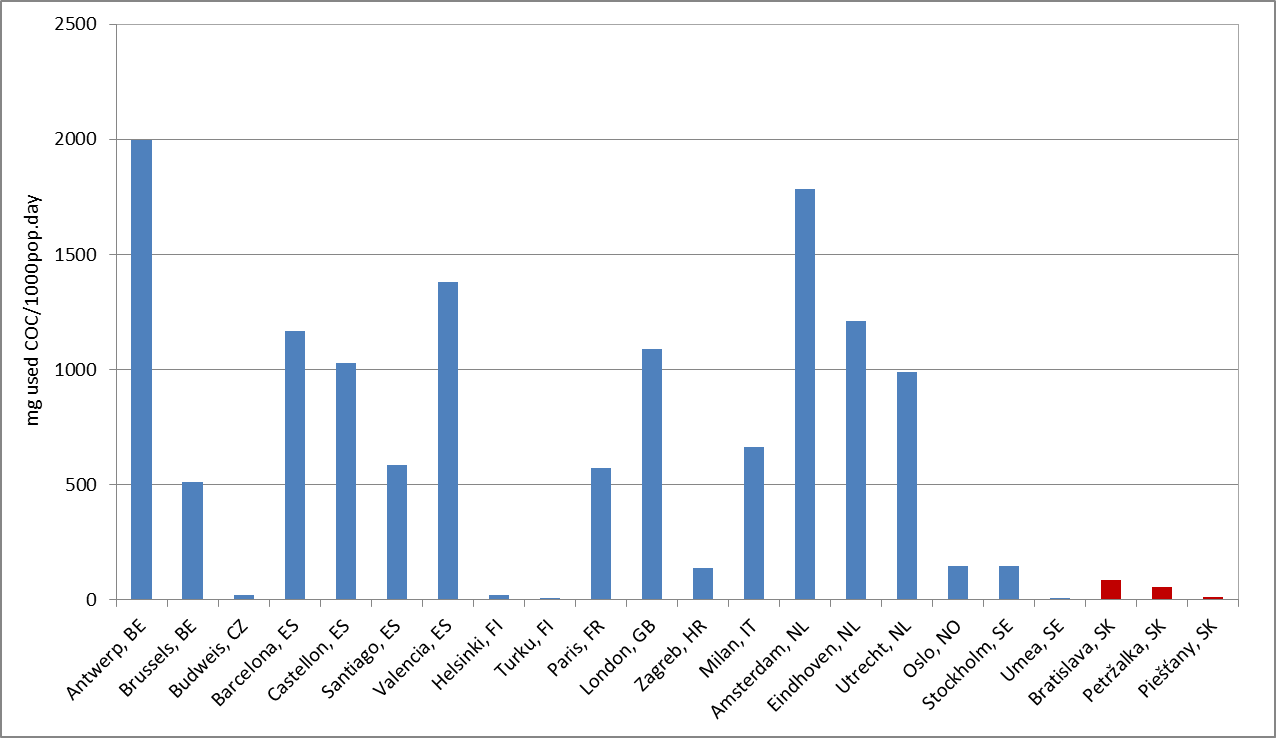 2500
2000
1500
1000
500
0
mg used COC/1000pop.day
Antwerp, BE
Brussels, BE
Budweis, CZ
Barcelona, ES
Castellon, ES
Santiago, ES
Valencia, ES
Helsinki, FI
Turku, FI
Paris, FR
London, GB
Zagreb, HR
Milan, IT
Amsterdam, NL
Eindhoven, NL
Utrecht, NL
Oslo, NO
Stockholm, SE
Umea, SE
Bratislava, SK
Petržalka, SK
Piešťany, SK